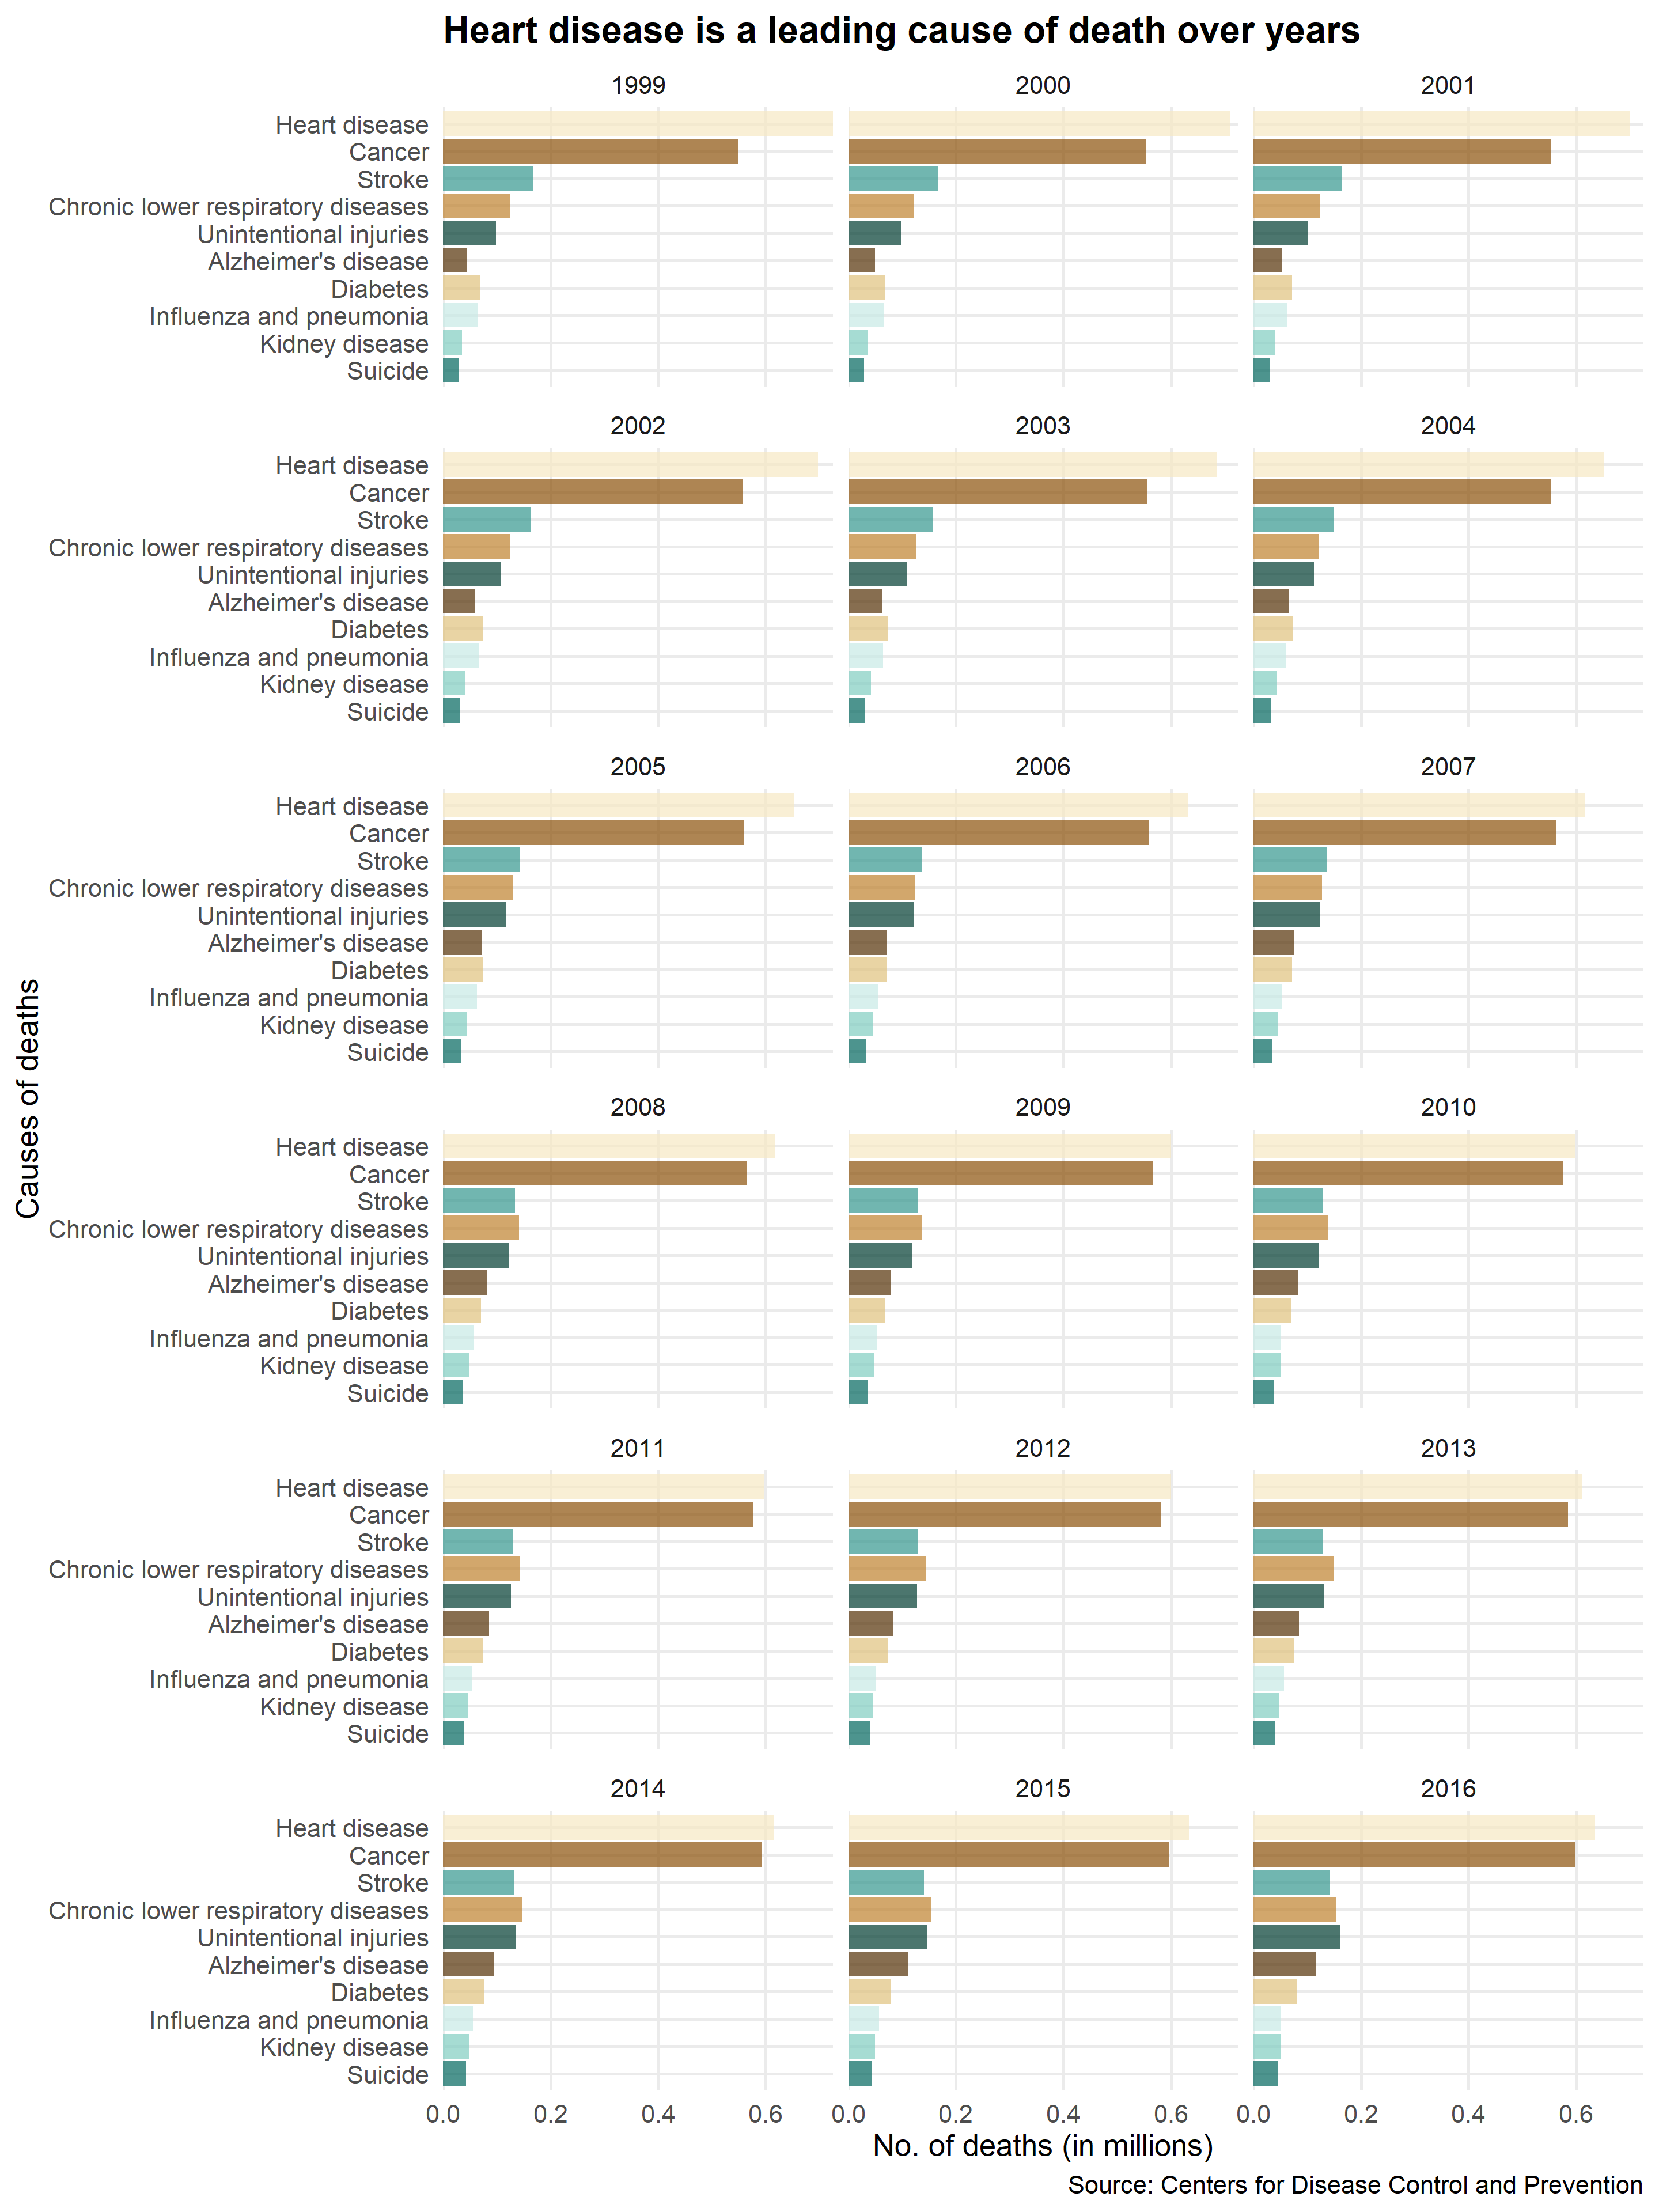 Heart disease is a leading cause of death over years
1999 2000 2001
Heart disease
Cancer
Stroke
Chronic lower respiratory diseases
Unintentional injuries
Alzheimer's disease
Diabetes
Influenza and pneumonia
Kidney disease
Suicide
2002 2003 2004
Heart disease
Cancer
Stroke
Chronic lower respiratory diseases
Unintentional injuries
Alzheimer's disease
Diabetes
Influenza and pneumonia
Kidney disease
Suicide
2005 2006 2007
Heart disease
Cancer
Stroke
Chronic lower respiratory diseases
Unintentional injuries
Alzheimer's disease
Diabetes
Influenza and pneumonia
Kidney disease
Suicide
Causes of deaths
2008 2009 2010
Heart disease
Cancer
Stroke
Chronic lower respiratory diseases
Unintentional injuries
Alzheimer's disease
Diabetes
Influenza and pneumonia
Kidney disease
Suicide
2011 2012 2013
Heart disease
Cancer
Stroke
Chronic lower respiratory diseases
Unintentional injuries
Alzheimer's disease
Diabetes
Influenza and pneumonia
Kidney disease
Suicide
2014 2015 2016
Heart disease
Cancer
Stroke
Chronic lower respiratory diseases
Unintentional injuries
Alzheimer's disease
Diabetes
Influenza and pneumonia
Kidney disease
Suicide
0.0 0.2 0.4 0.6 0.0 0.2 0.4 0.6 0.0 0.2 0.4 0.6
No. of deaths (in millions)
Source: Centers for Disease Control and Prevention